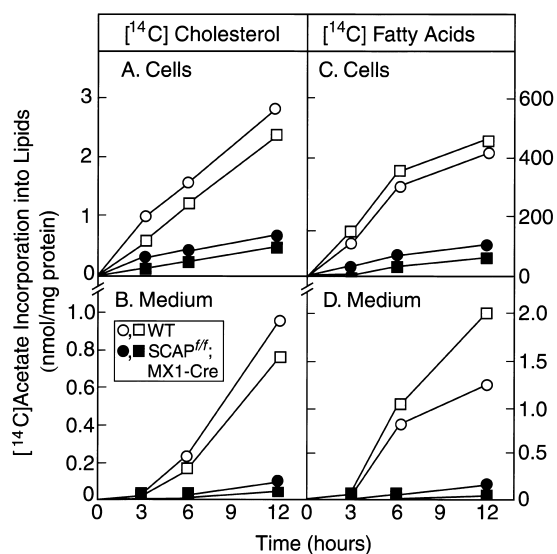 [14C] Cholesterol
[14C] Fatty Acids
A. Cells
C. Cells
3
2
1
0
600
400
200
0
B. Medium
D. Medium
1.0
0.8
0.6
0.4
0.2
0
2.0
1.5
1.0
0.5
0
WT
SCAPf/f;
MX1-Cre
0 3 6 9 12 0 3 6 9 12
Time (hours)
[14C]Acetate Incorporation into Lipids
(nmol/mg protein)